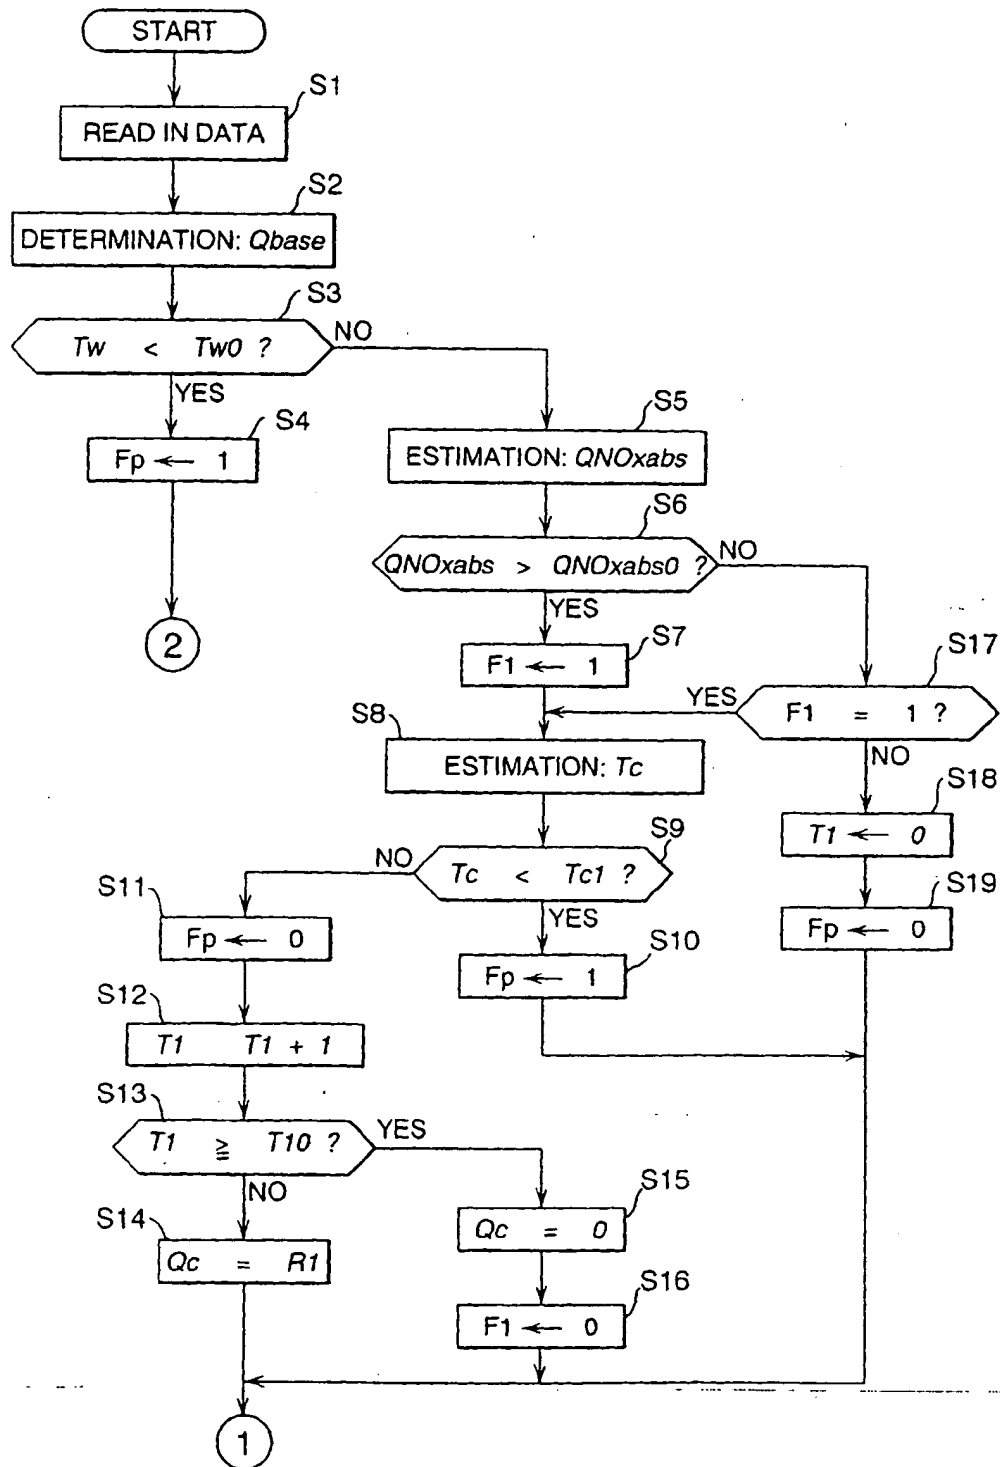 START
S1
READ IN DATA
S2
DETERMINATION: Qbase
S3
Tw < Tw0 ?
NO
YES
S4
Fp ← 1
2
S5
ESTIMATION: QNOxabs
S6
QNOxabs > QNOxabs0 ?
NO
YES
S7
F1 ← 1
S17
F1 = 1 ?
YES
NO
S8
ESTIMATION: Tc
S18
T1 ← 0
S9
Tc < Tc1 ?
NO
YES
S19
Fp ← 0
S11
Fp ← 0
S10
Fp ← 1
S12
T1 T1 + 1
S13
T1 ≧ T10 ?
YES
NO
S14
Qc = R1
S15
Qc = 0
S16
F1 ← 0
1